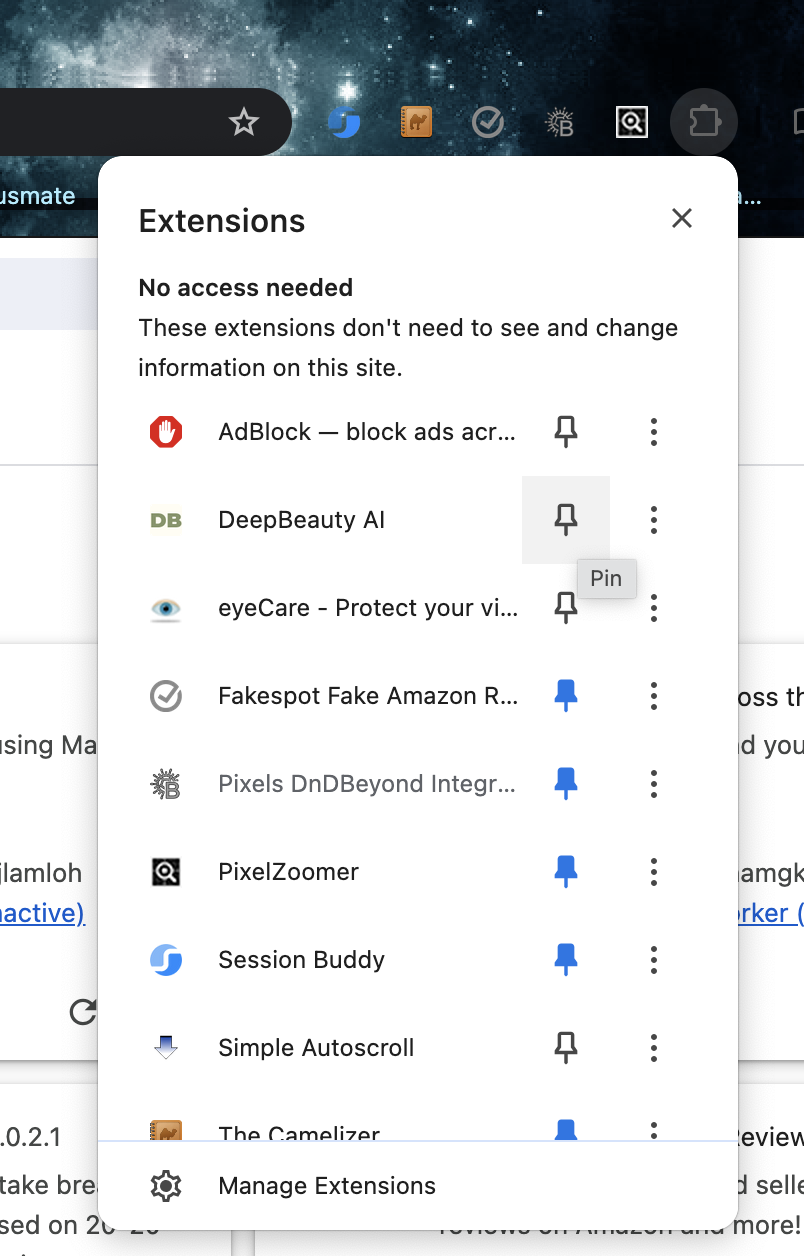 usmate
a...
Extensions
No access needed
These extensions don't need to see and change
information on this site.
AdBlock — block ads acr...
DB
DeepBeauty AI
Pin
eyeCare - Protect your vi...
Fakespot Fake Amazon R...
oss th
using Ma
d you
B
Pixels DnDBeyond Integr...
jlamloh
PixelZoomer
amgk
nactive)
orker (
Session Buddy
Simple Autoscroll
.0.2.1
The Camelizer
Review
take bre
Manage Extensions
d selle
sed on 20-20
reviews on Amazon and more!